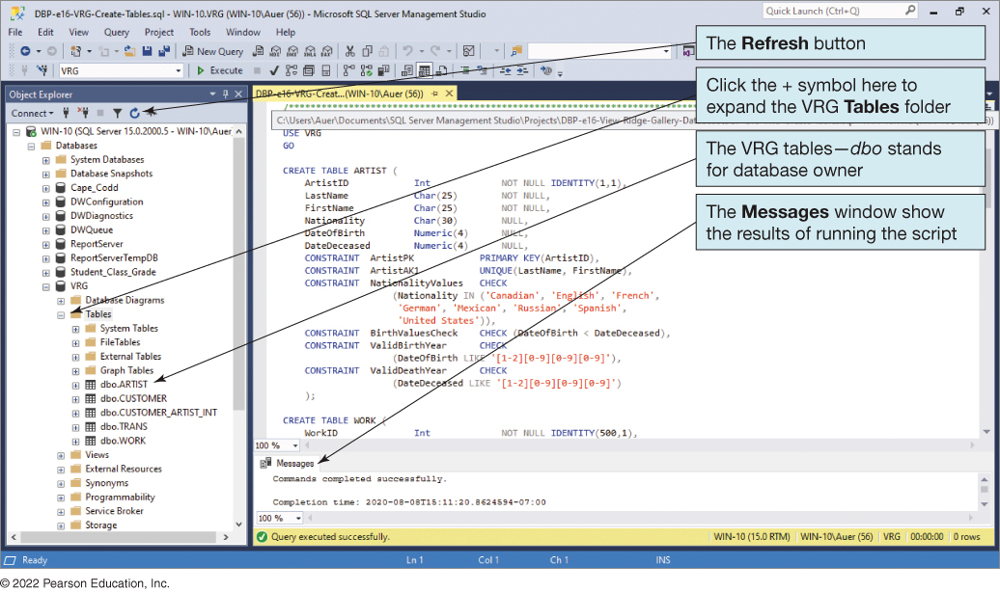 DBP-e16-VRG-Create-Tables.sql - WIN-10.VRG (WIN-10\Auer (56)) - Microsoft SQL Server Management Studio
Quick Launch (Ctrl+Q)
File Edit View Query Project Tools Window Help
New Query
VRG
Execute
The Refresh button
Click the + symbol here to
expand the VRG Tables folder
The VRG tables—dbo stands
for database owner
The Messages window show
the results of running the script
Object Explorer
Connect
WIN-10 (SQL Server 15.0.2000.5 - WIN-10\Auer
Databases
System Databases
Database Snapshots
Cape_Codd
DWConfiguration
DWDiagnostics
DWQueue
ReportServer
ReportServerTempDB
Student_Class_Grade
VRG
Database Diagrams
Tables
System Tables
FileTables
External Tables
Graph Tables
dbo.ARTIST
dbo.CUSTOMER
dbo.CUSTOMER_ARTIST_INT
dbo.TRANS
dbo.WORK
Views
External Resources
Synonyms
Programmability
Service Broker
Storage
DBP-e16-VRG-Creat...(WIN-10\Auer (56))
C:\Users\Auer\Documents\SQL Server Management Studio\Projects\DBP-e16-View-Ridge-Gallery-Dat
USE VRG
GO
CREATE TABLE ARTIST (
ArtistID Int NOT NULL IDENTITY(1,1),
LastName Char(25) NOT NULL,
FirstName Char(25) NOT NULL,
Nationality Char(30) NULL,
DateOfBirth Numeric(4) NULL,
DateDeceased Numeric(4) NULL,
CONSTRAINT ArtistPK PRIMARY KEY(ArtistID),
CONSTRAINT ArtistAK1 UNIQUE(LastName, FirstName),
CONSTRAINT NationalityValues CHECK
(Nationality IN ('Canadian', 'English', 'French',
'German', 'Mexican', 'Russian', 'Spanish',
'United States')),
CONSTRAINT BirthValuesCheck CHECK (DateOfBirth < DateDeceased),
CONSTRAINT ValidBirthYear CHECK
(DateOfBirth LIKE '[1-2][0-9][0-9][0-9]'),
CONSTRAINT ValidDeathYear CHECK
(DateDeceased LIKE '[1-2][0-9][0-9][0-9]')
);
CREATE TABLE WORK (
WorkID Int NOT NULL IDENTITY(500,1),
100 %
Messages
Commands completed successfully.
Completion time: 2020-08-08T15:11:20.8624594-07:00
100 %
Query executed successfully. WIN-10 (15.0 RTM) WIN-10\Auer (56) VRG 00:00:00 0 rows
Ready Ln 1 Col 1 Ch 1 INS
© 2022 Pearson Education, Inc.